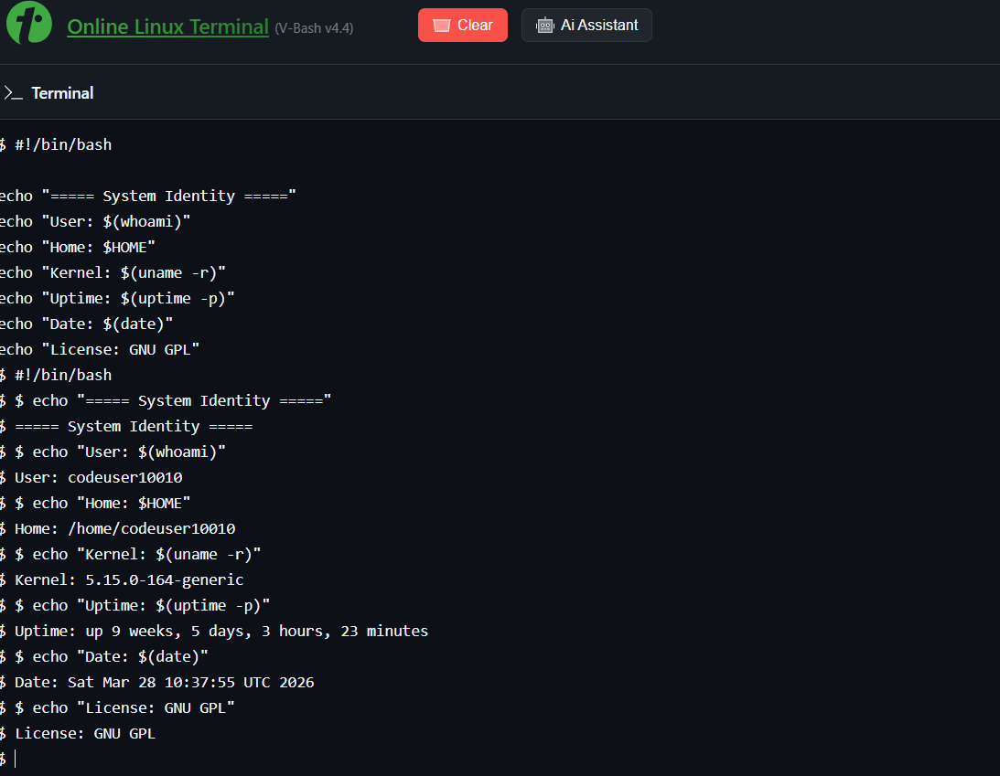 Online Linux Terminal (V-Bash v4.4) Clear Ai Assistant
>_ Terminal
$ #!/bin/bash
echo "===== System Identity ====="
echo "User: $(whoami)"
echo "Home: $HOME"
echo "Kernel: $(uname -r)"
echo "Uptime: $(uptime -p)"
echo "Date: $(date)"
echo "License: GNU GPL"
$ #!/bin/bash
$ $ echo "===== System Identity ====="
$ ===== System Identity =====
$ $ echo "User: $(whoami)"
$ User: codeuser10010
$ $ echo "Home: $HOME"
$ Home: /home/codeuser10010
$ $ echo "Kernel: $(uname -r)"
$ Kernel: 5.15.0-164-generic
$ $ echo "Uptime: $(uptime -p)"
$ Uptime: up 9 weeks, 5 days, 3 hours, 23 minutes
$ $ echo "Date: $(date)"
$ Date: Sat Mar 28 10:37:55 UTC 2026
$ $ echo "License: GNU GPL"
$ License: GNU GPL
$